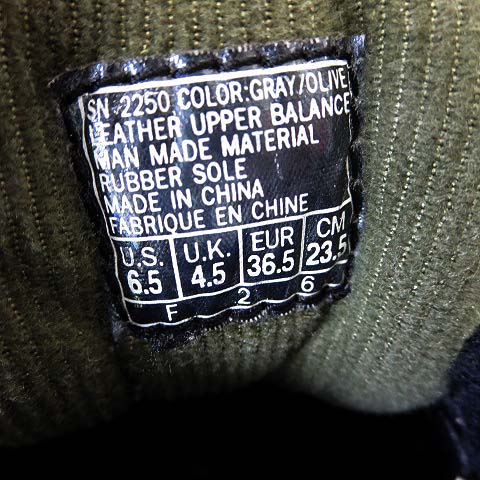 SN 2250 COLOR:GRAY/OLIVE
LEATHER UPPER BALANCE
MAN MADE MATERIAL
RUBBER SOLE
MADE IN CHINA
FABRIQUE EN CHINE
U.S. U.K. EUR CM
6.5 4.5 36.5 23.5
F 2 6